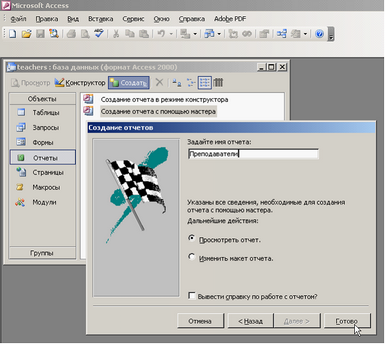 Microsoft Access
Файл Правка Вид Вставка Сервис Окно Справка Adobe PDF
teachers : база данных (формат Access 2000)
Просмотр Конструктор Создать
Объекты
Таблицы
Запросы
Формы
Отчеты
Страницы
Макросы
Модули
Группы
Создание отчета в режиме конструктора
Создание отчета с помощью мастера
Создание отчетов
Задайте имя отчета:
Преподаватели
Указаны все сведения, необходимые для создания
отчета с помощью мастера.
Дальнейшие действия:
Просмотреть отчет.
Изменить макет отчета.
Вывести справку по работе с отчетом?
Отмена < Назад Далее > Готово